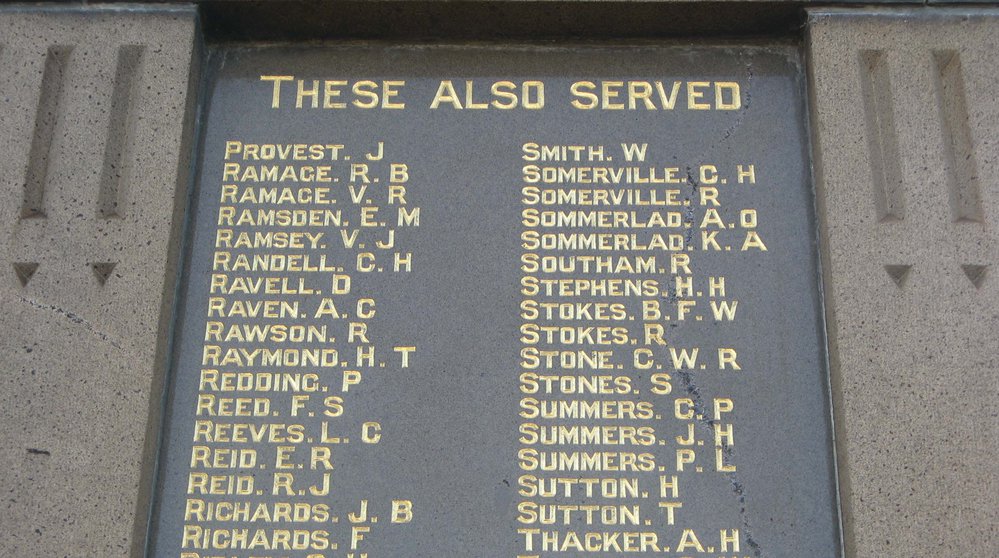 THESE ALSO SERVED
PROVEST. J
RAMAGE. R. B
RAMAGE. V. R
RAMSDEN. E. M
RAMSEY. V. J
RANDELL. C. H
RAVELL. D
RAVEN. A. C
RAWSON. R
RAYMOND. H. T
REDDING. P
REED. F. S
REEVES. L. C
REID. E. R
REID. R. J
RICHARDS. J. B
RICHARDS. F
SMITH. W
SOMERVILLE. C. H
SOMERVILLE. R
SOMMERLAD. A. O
SOMMERLAD. K. A
SOUTHAM. R
STEPHENS. H. H
STOKES. B. F. W
STOKES. R
STONE. C. W. R
STONES. S
SUMMERS. C. P
SUMMERS. J. H
SUMMERS. P. L
SUTTON. H
SUTTON. T
THACKER. A. H